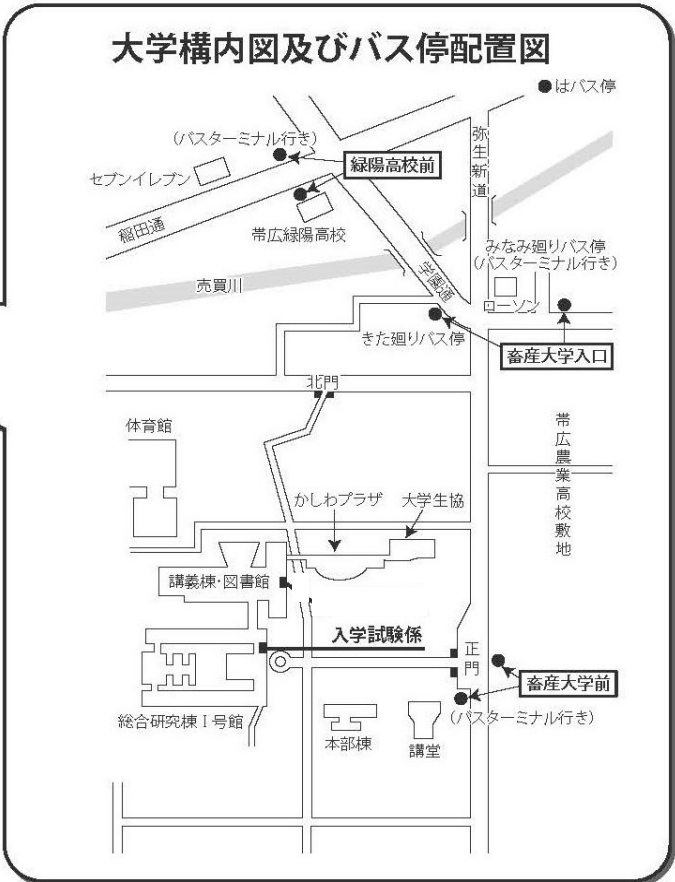 大学構内図及びバス停配置図
●はバス停
(バスターミナル行き)
緑陽高校前
弥生新道
セブンイレブン
稲田通
帯広緑陽高校
みなみ廻りバス停
(バスターミナル行き)
売買川
学園通
ローソン
きた廻りバス停
畜産大学入口
北門
体育館
帯広農業高校敷地
かしわプラザ
大学生協
講義棟・図書館
入学試験係
正門
畜産大学前
総合研究棟Ⅰ号館
(バスターミナル行き)
本部棟
講堂